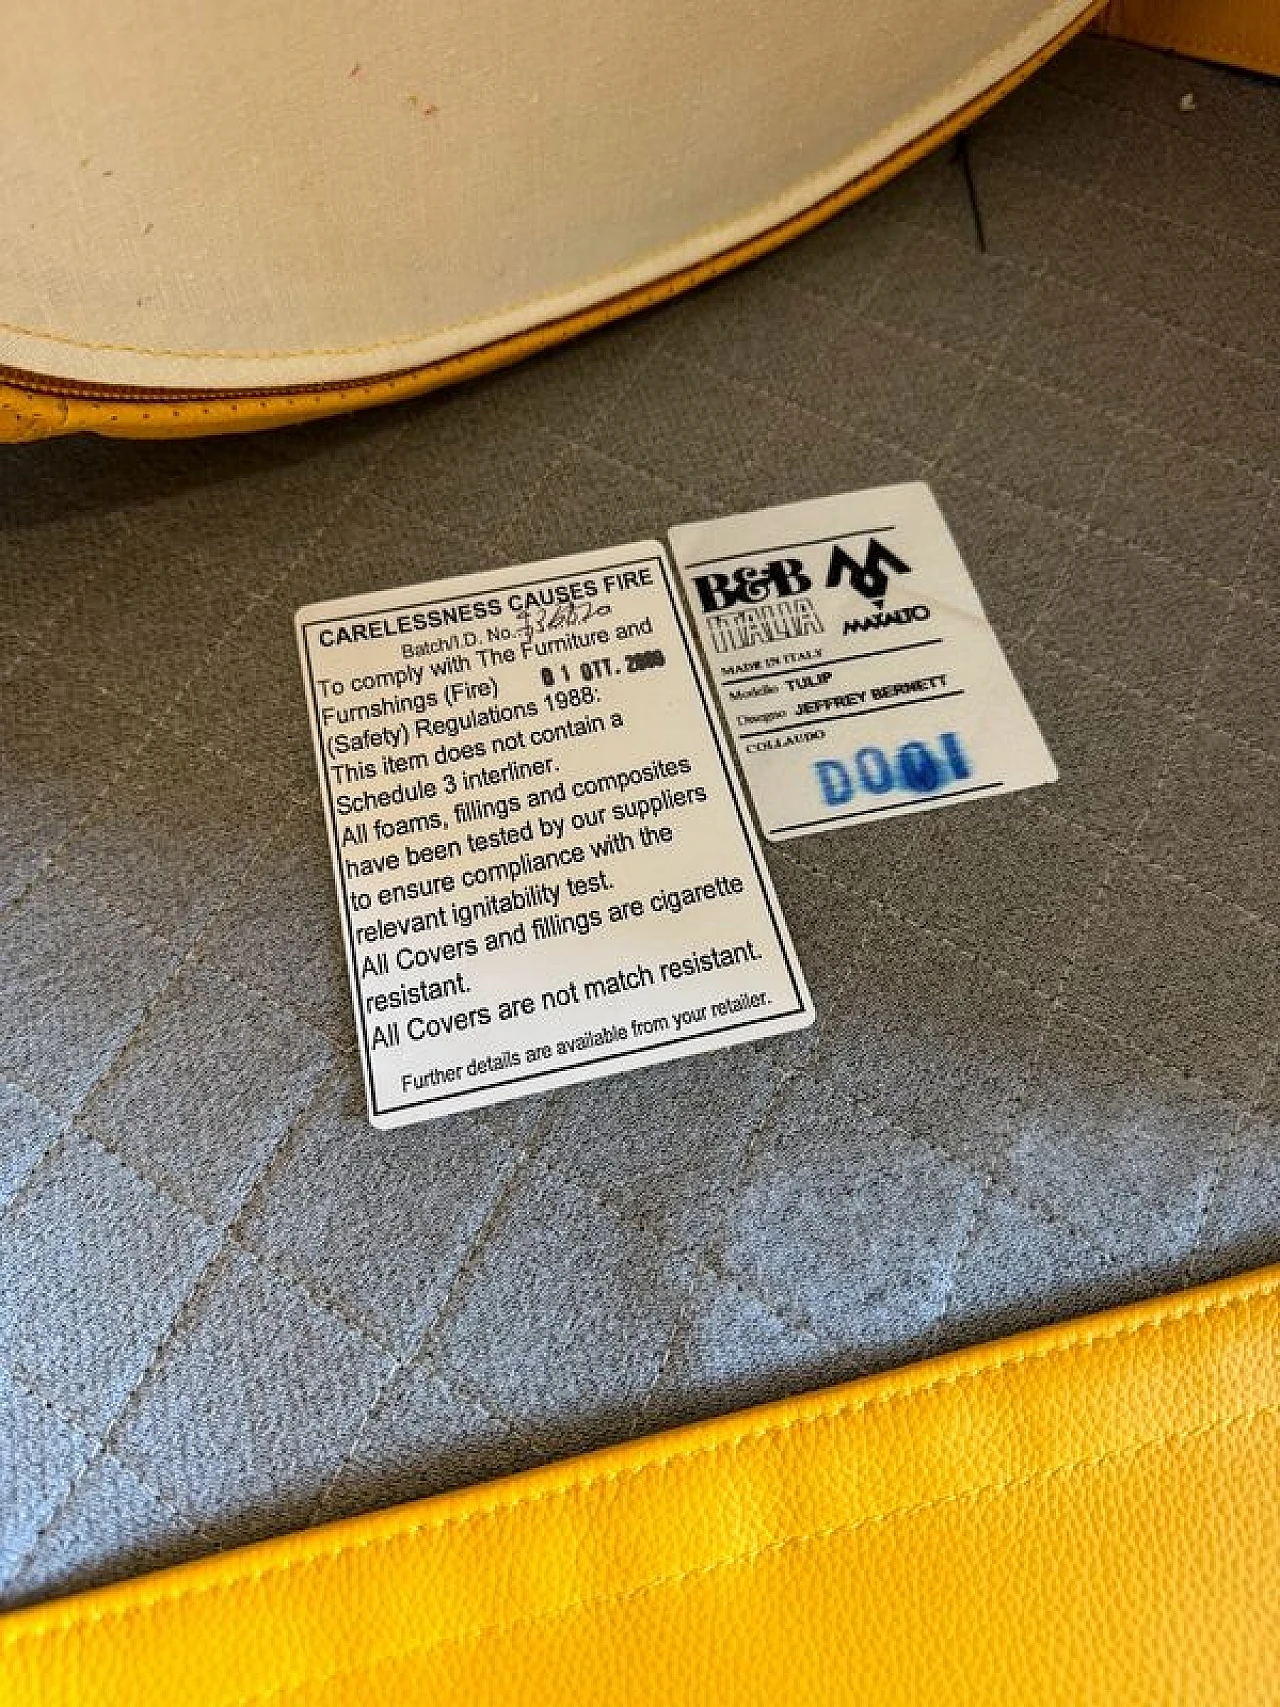 CARELESSNESS CAUSES FIRE
Batch/I.D. No.
To comply with The Furniture and
Furnshings (Fire) 01 OTT. 2000
(Safety) Regulations 1988:
This item does not contain a
Schedule 3 interliner.
All foams, fillings and composites
have been tested by our suppliers
to ensure compliance with the
relevant ignitability test.
All Covers and fillings are cigarette
resistant.
All Covers are not match resistant.
Further details are available from your retailer.
B&B
ITALIA
MAXALTO
MADE IN ITALY
Modello TULIP
Disegno JEFFREY BERNETT
COLLAUDO
D001